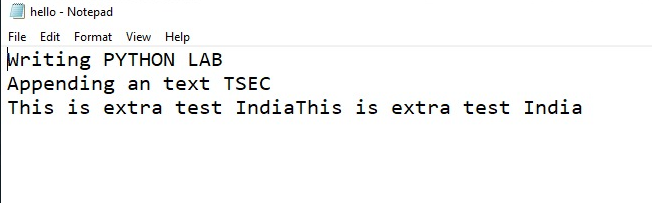 hello - Notepad
File Edit Format View Help
Writing PYTHON LAB
Appending an text TSEC
This is extra test IndiaThis is extra test India